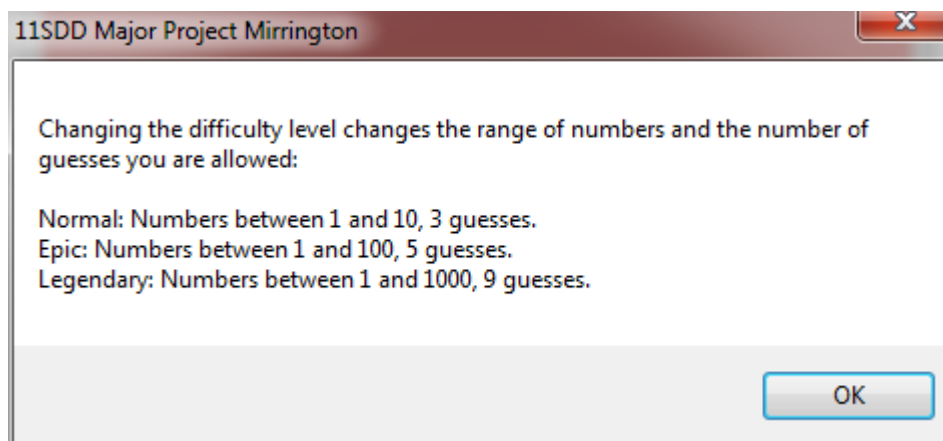 11SDD Major Project Mirrington
Changing the difficulty level changes the range of numbers and the number of
guesses you are allowed:
Normal: Numbers between 1 and 10, 3 guesses.
Epic: Numbers between 1 and 100, 5 guesses.
Legendary: Numbers between 1 and 1000, 9 guesses.
OK